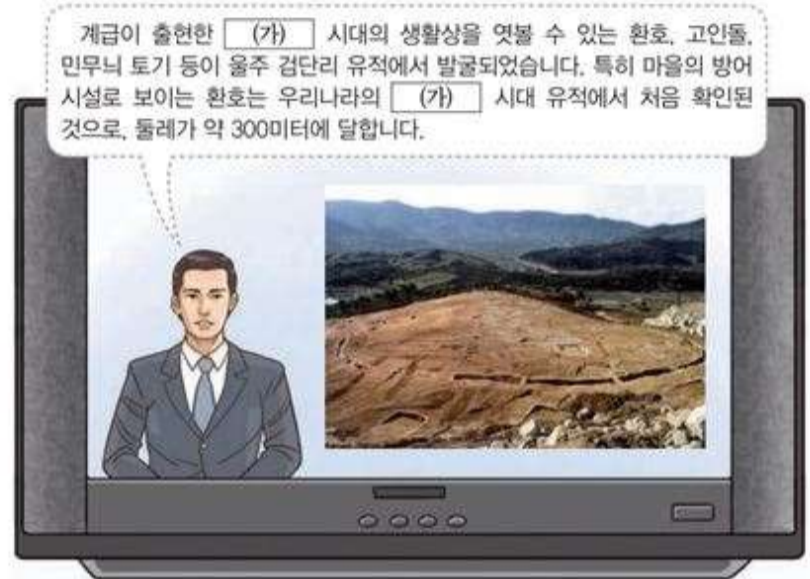 계급이 출현한 (가) 시대의 생활상을 엿볼 수 있는 환호, 고인돌,
민무늬 토기 등이 울주 검단리 유적에서 발굴되었습니다. 특히 마을의 방어
시설로 보이는 환호는 우리나라의 (가) 시대 유적에서 처음 확인된
것으로, 둘레가 약 300미터에 달합니다.